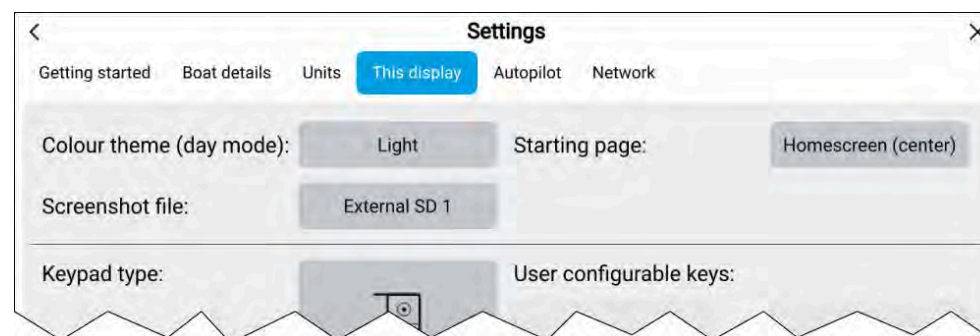 Settings
Getting started Boat details Units This display Autopilot Network
Colour theme (day mode): Light Starting page: Homescreen (center)
Screenshot file: External SD 1
Keypad type: User configurable keys: